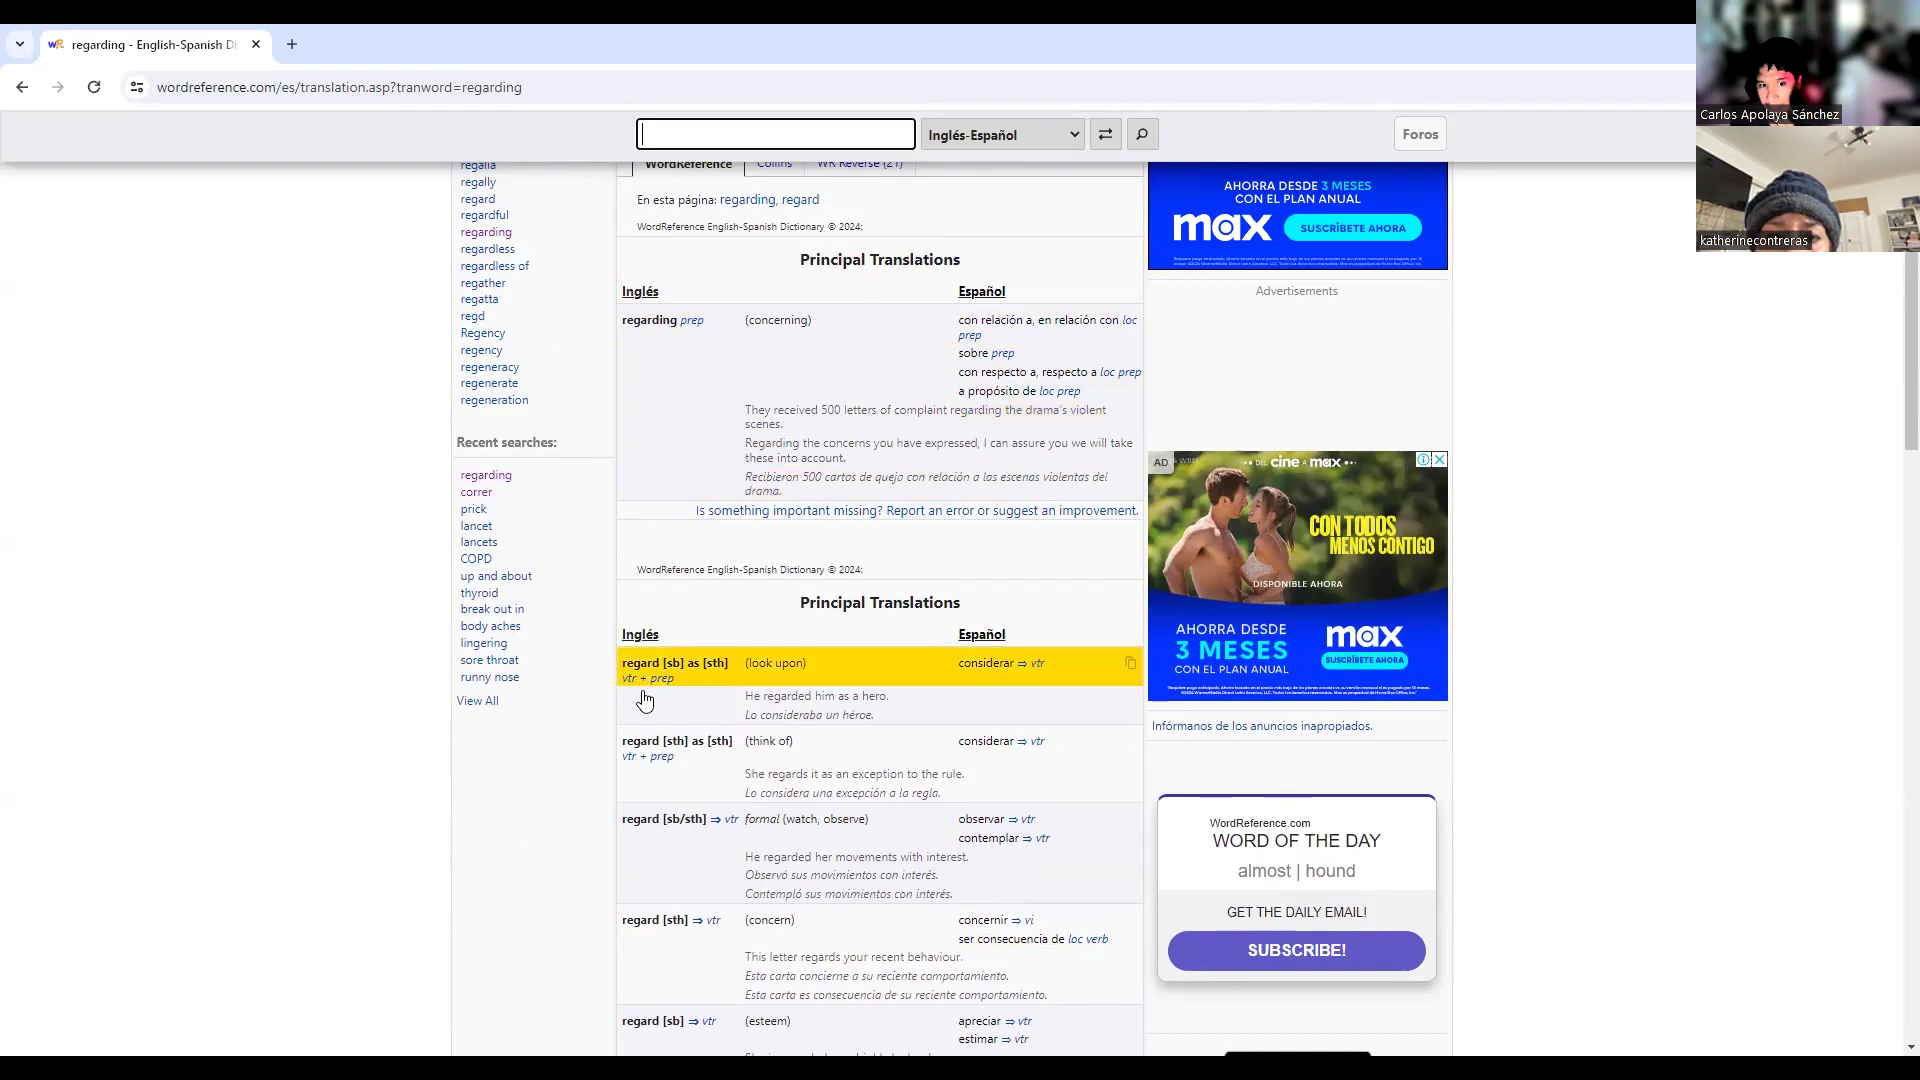 regarding - English-Spanish Di
wordreference.com/es/translation.asp?tranword=regarding
Inglés-Español
Foros
Carlos Apolaya Sánchez
katherinecontreras
regalia
regally
regard
regardful
regarding
regardless
regardless of
regather
regatta
regd
Regency
regency
regeneracy
regenerate
regeneration
Recent searches:
regarding
correr
prick
lancet
lancets
COPD
up and about
thyroid
break out in
body aches
lingering
sore throat
runny nose
View All
WordReference Collins WR Reverse (21)
En esta página: regarding, regard
WordReference English-Spanish Dictionary © 2024:
Principal Translations
Inglés Español
regarding prep (concerning) con relación a, en relación con loc
prep
sobre prep
con respecto a, respecto a loc prep
a propósito de loc prep
They received 500 letters of complaint regarding the drama's violent
scenes.
Regarding the concerns you have expressed, I can assure you we will take
these into account.
Recibieron 500 cartas de queja con relación a las escenas violentas del
drama.
Is something important missing? Report an error or suggest an improvement.
WordReference English-Spanish Dictionary © 2024:
Principal Translations
Inglés Español
regard [sb] as [sth] (look upon) considerar ⇒ vtr
vtr + prep
He regarded him as a hero.
Lo consideraba un héroe.
regard [sth] as [sth] (think of) considerar ⇒ vtr
vtr + prep
She regards it as an exception to the rule.
Lo considera una excepción a la regla.
regard [sb/sth] ⇒ vtr formal (watch, observe) observar ⇒ vtr
contemplar ⇒ vtr
He regarded her movements with interest.
Observó sus movimientos con interés.
Contempló sus movimientos con interés.
regard [sth] ⇒ vtr (concern) concernir ⇒ vi
ser consecuencia de loc verb
This letter regards your recent behaviour.
Esta carta concierne a su reciente comportamiento.
Esta carta es consecuencia de su reciente comportamiento.
regard [sb] ⇒ vtr (esteem) apreciar ⇒ vtr
estimar ⇒ vtr
AHORRA DESDE 3 MESES
CON EL PLAN ANUAL
max SUSCRÍBETE AHORA
Advertisements
AD
DEL cine A max
CON TODOS
MENOS CONTIGO
DISPONIBLE AHORA
AHORRA DESDE
3 MESES
CON EL PLAN ANUAL
max
SUSCRÍBETE AHORA
Infórmanos de los anuncios inapropiados.
WordReference.com
WORD OF THE DAY
almost | hound
GET THE DAILY EMAIL!
SUBSCRIBE!